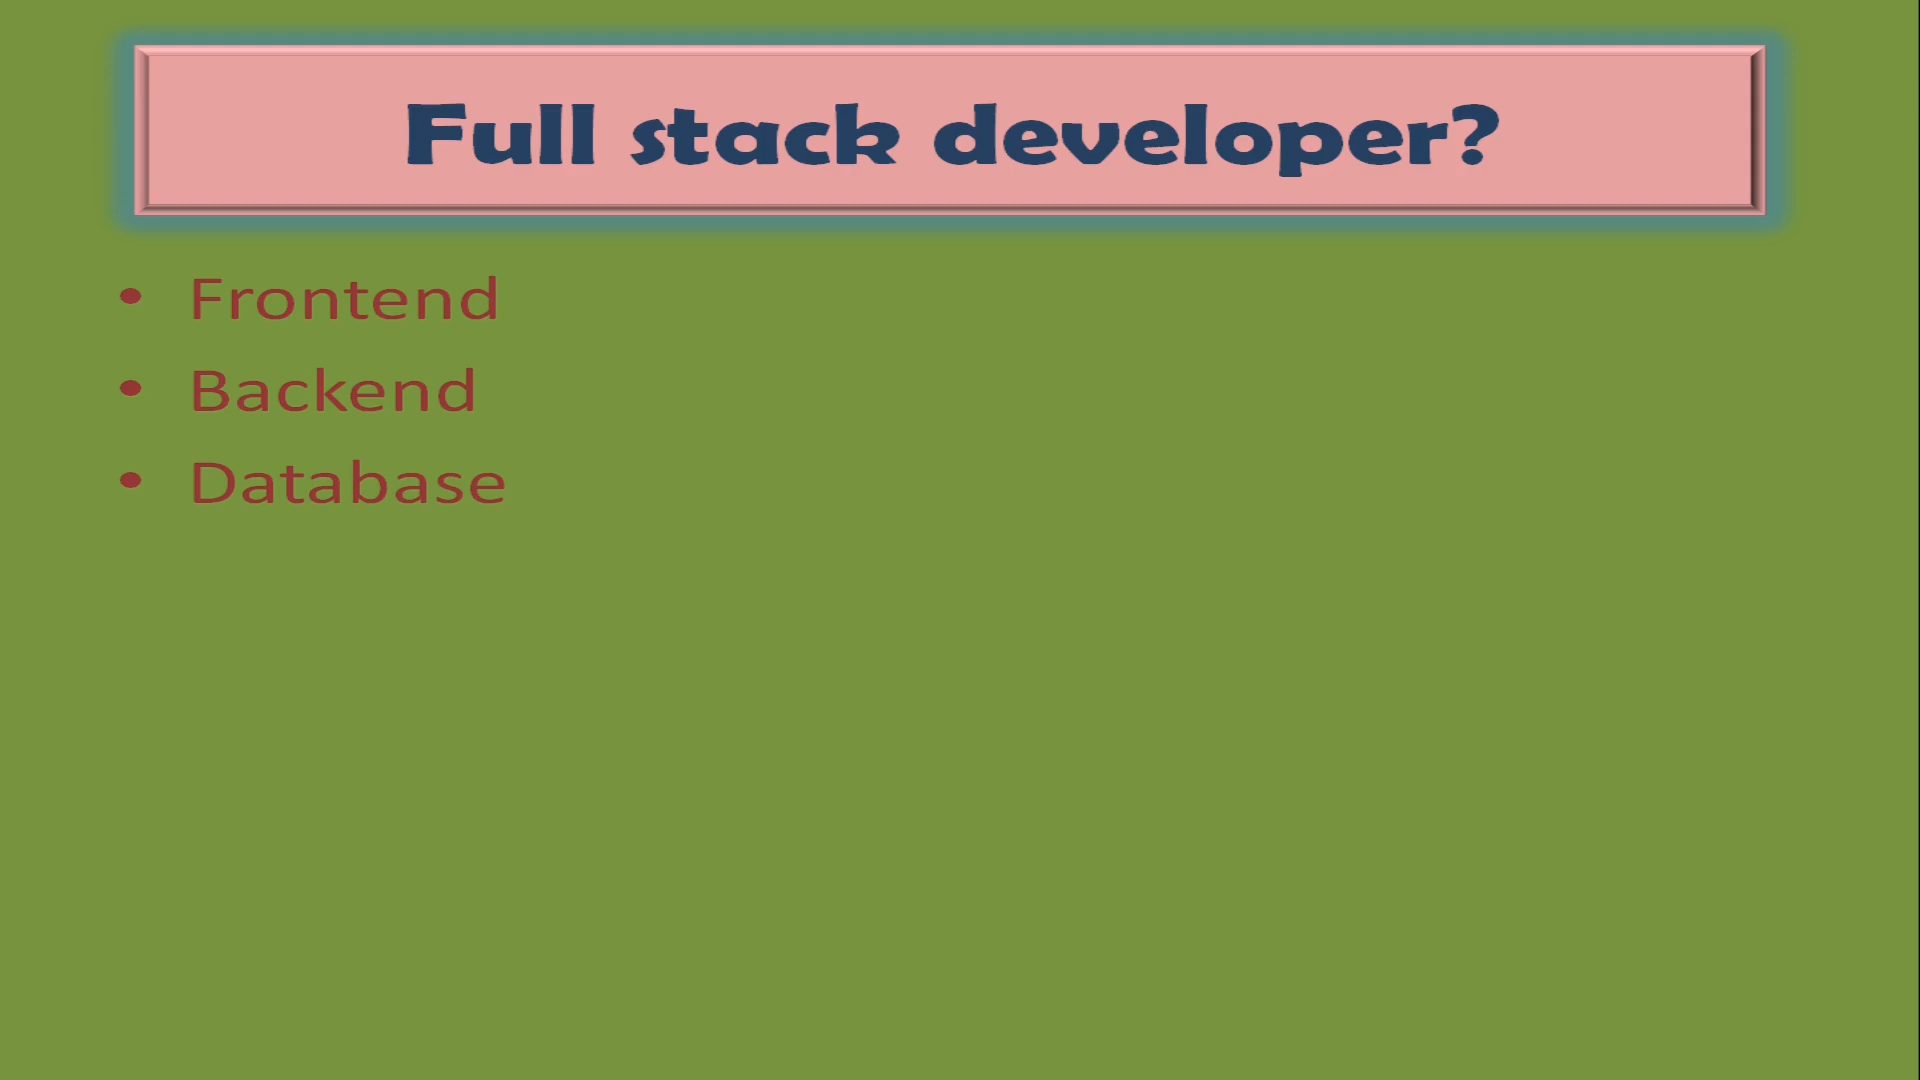 Full stack developer?
• Frontend
• Backend
• Database